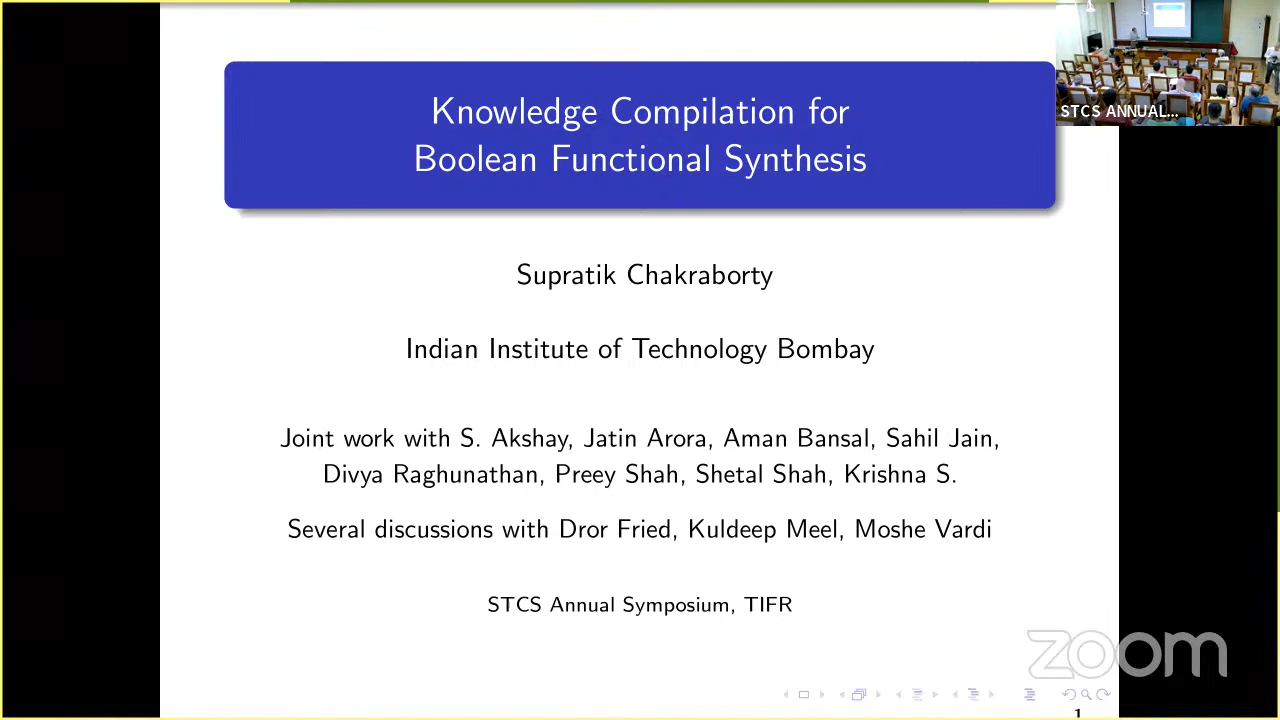 Knowledge Compilation for
Boolean Functional Synthesis
STCS ANNUAL...
Supratik Chakraborty
Indian Institute of Technology Bombay
Joint work with S. Akshay, Jatin Arora, Aman Bansal, Sahil Jain,
Divya Raghunathan, Preey Shah, Shetal Shah, Krishna S.
Several discussions with Dror Fried, Kuldeep Meel, Moshe Vardi
STCS Annual Symposium, TIFR
zoom
1